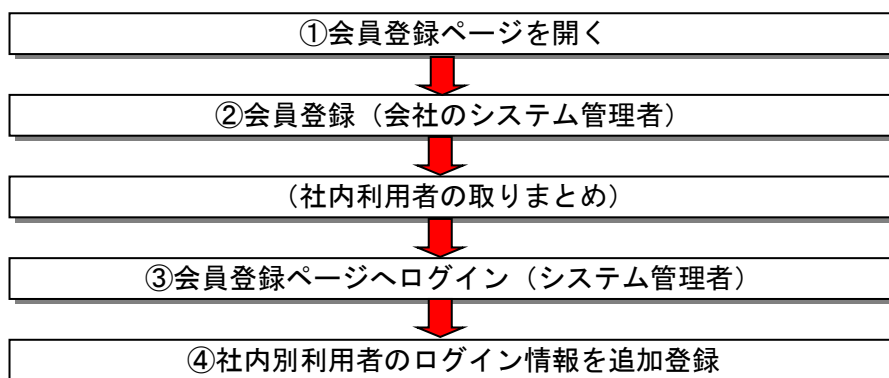 ①会員登録ページを開く
②会員登録（会社のシステム管理者）
（社内利用者の取りまとめ）
③会員登録ページへログイン（システム管理者）
④社内別利用者のログイン情報を追加登録